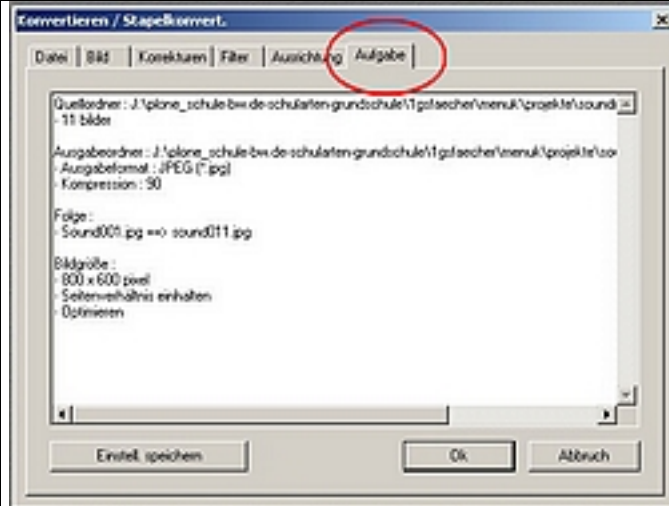 Konvertieren / Stapelkonvert.
Datei Bild Korrekturen Filter Ausrichtung Aufgabe
Quellordner : J:\plone_schule-bw.de-schularten-grundschule\1gsfaecher\menuk\projekte\sound
- 11 bilder
Ausgabeordner : J:\plone_schule-bw.de-schularten-grundschule\1gsfaecher\menuk\projekte\sou
- Ausgabeformat : JPEG (*.jpg)
- Kompression : 90
Folge :
- Sound001.jpg ==> sound011.jpg
Bildgröße :
- 800 x 600 pixel
- Seitenverhältnis einhalten
- Optimieren
Einstell. speichern Ok Abbruch